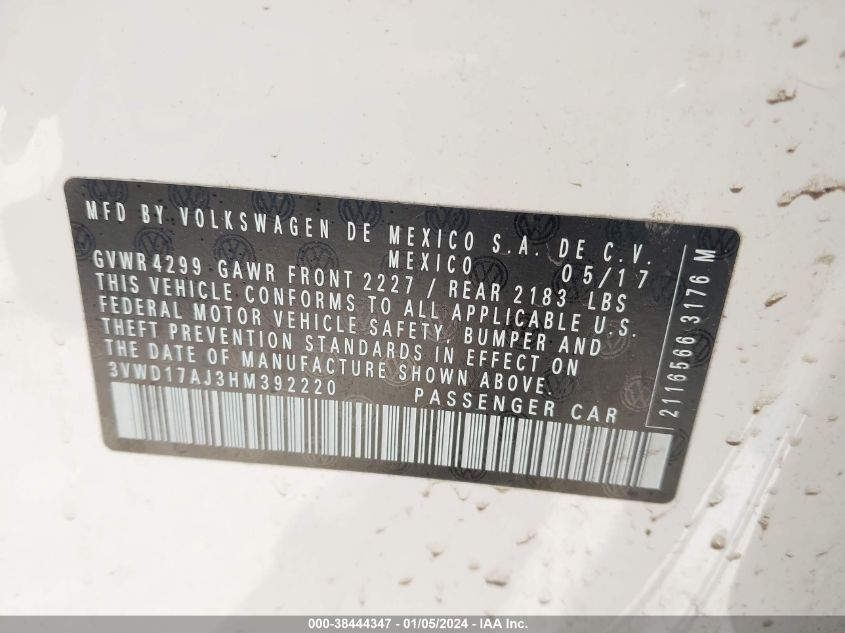 MFD BY VOLKSWAGEN DE MEXICO S.A. DE C.V.
MEXICO 05/17
GVWR 4299 GAWR FRONT 2227 / REAR 2183 LBS
THIS VEHICLE CONFORMS TO ALL APPLICABLE U.S.
FEDERAL MOTOR VEHICLE SAFETY, BUMPER AND
THEFT PREVENTION STANDARDS IN EFFECT ON
THE DATE OF MANUFACTURE SHOWN ABOVE.
3VWD17AJ3HM392220 PASSENGER CAR
2116566 3176 M
000-38444347 - 01/05/2024 - IAA Inc.